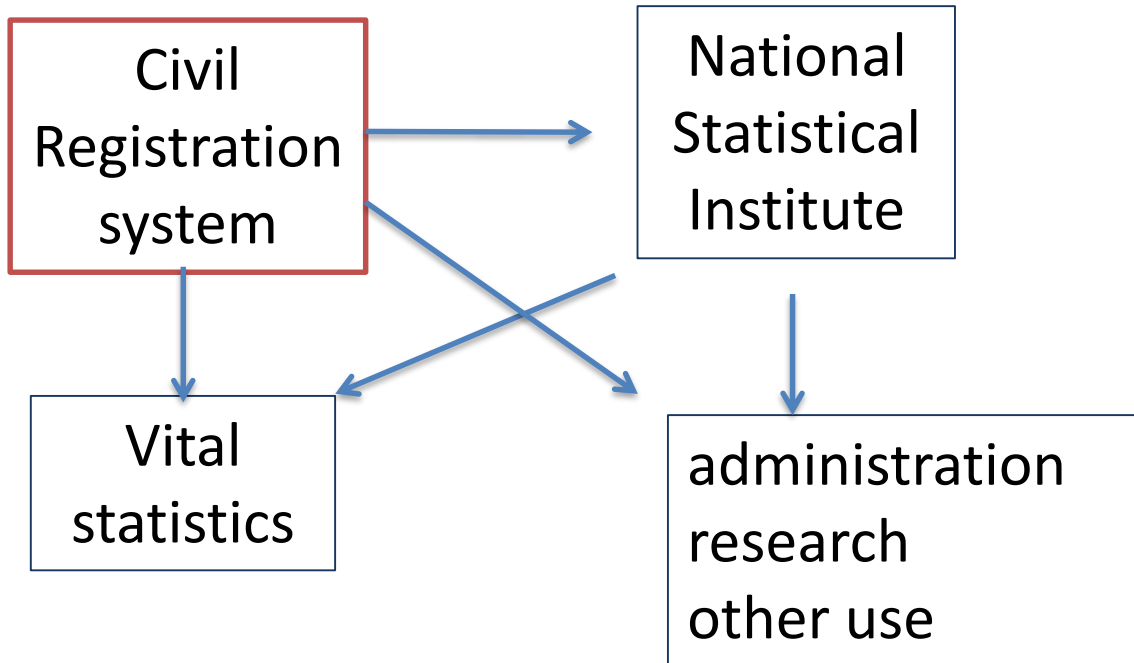 Civil
Registration
system
National
Statistical
Institute
Vital
statistics
administration
research
other use